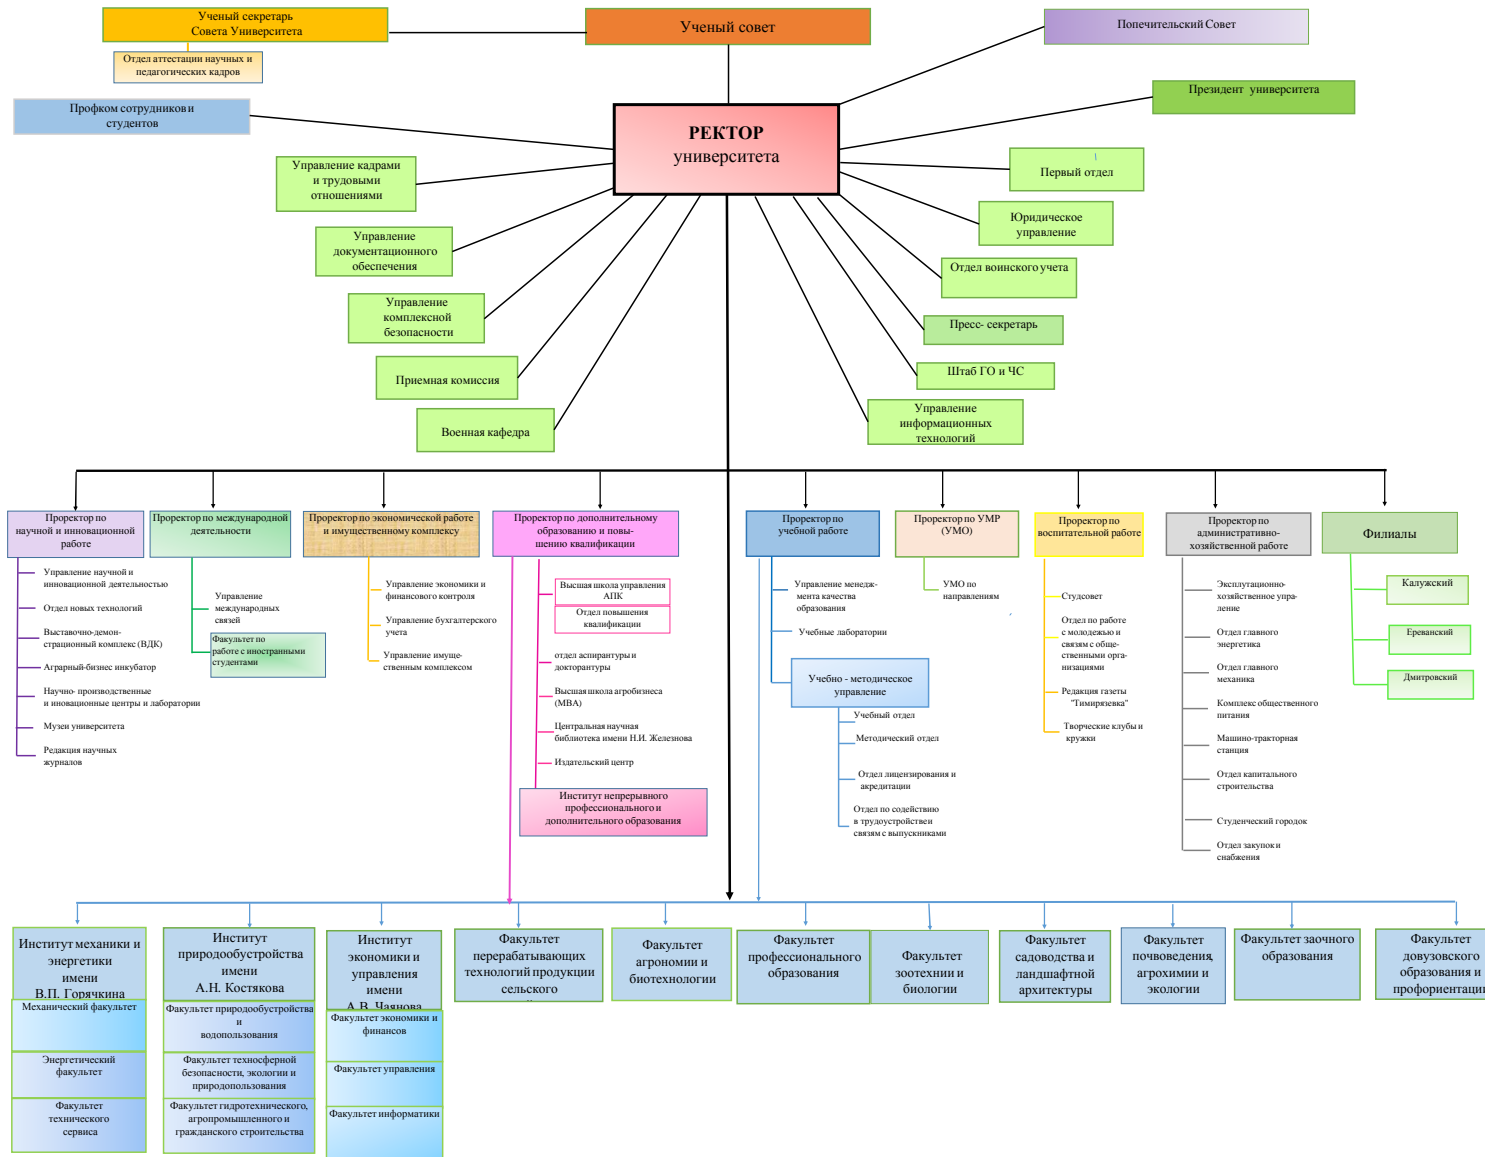 Ученый секретарь
Совета Университета
Ученый совет
Попечительский Совет
Отдел аттестации научных и
педагогических кадров
Президент университета
Профком сотрудников и
студентов
РЕКТОР
университета
Управление кадрами
и трудовыми
отношениями
\
Первый отдел
Управление
документационного
обеспечения
Юридическое
управление
Отдел воинского учета
Управление
комплексной
безопасности
Пресс- секретарь
Приемная комиссия
Штаб ГО и ЧС
Военная кафедра
Управление
информационных
технологий
Проректор по
научной и инновационной
работе
Управление научной и
инновационной деятельностью
Отдел новых технологий
Выставочно-демон-
страционный комплекс (ВДК)
Аграрный-бизнес инкубатор
Научно- производственные
и иновационные центры и лаборатории
Музеи университета
Редакция научных
журналов
Проректор по международной
деятельности
Управление
международных
связей
Факультет по
работе с иностранными
студентами
Проректор по экономической работе
и имущественному комплексу
Управление экономики и
финансового контроля
Управление бухгалтерского
учета
Управление имуще-
ственным комплексом
Проректор по дополнительному
образованию и повы-
шению квалификации
Высшая школа управления
АПК
Отдел повышения
квалификации
отдел аспирантуры и
докторантуры
Высшая школа агробизнеса
(МВА)
Центральная научная
библиотека имени Н.И. Железнова
Издательский центр
Институт непрерывного
профессионального и
дополнительного образования
Проректор по
учебной работе
Управление менедж-
мента качества
образования
Учебные лаборатории
Учебно - методическое
управление
Учебный отдел
Методический отдел
Отдел лицензирования и
акредитации
Отдел по содействию
в трудоустройстве и
связям с выпускниками
Проректор по УМР
(УМО)
УМО по
направлениям
Проректор по
воспитательной работе
Студсовет
Отдел по работе
с молодежью и
связям с обще-
ственными орга-
низациями
Редакция газеты
"Тимирязевка"
Творческие клубы и
кружки
Проректор по
административно-
хозяйственной работе
Эксплутационно-
хозяйственное упра-
вление
Отдел главного
энергетика
Отдел главного
механика
Комплекс общественного
питания
Машино-тракторная
станция
Отдел капитального
строительства
Студенческий городок
Отдел закупок и
снабжения
Филиалы
Калужский
Ереванский
Дмитровский
Институт механики и
энергетики
имени
В.П. Горячкина
Механический факультет
Энергетический
факультет
Факультет
технического
сервиса
Институт
природообустройства
имени
А.Н. Костякова
Факультет природообустройства
и
водопользования
Факультет техносферной
безопасности, экологии и
природопользования
Факультет гидротехнического,
агропромышленного и
гражданского строительства
Институт
экономики и
управления
имени
А.В. Чаянова
Факультет экономики и
финансов
Факультет управления
Факультет информатики
Факультет
перерабатывающих
технологий продукции
сельского
Факультет
агрономии и
биотехнологии
Факультет
профессионального
образования
Факультет
зоотехнии и
биологии
Факультет
садоводства и
ландшафтной
архитектуры
Факультет
почвоведения,
агрохимии и
экологии
Факультет заочного
образования
Факультет
довузовского
образования и
профориентации